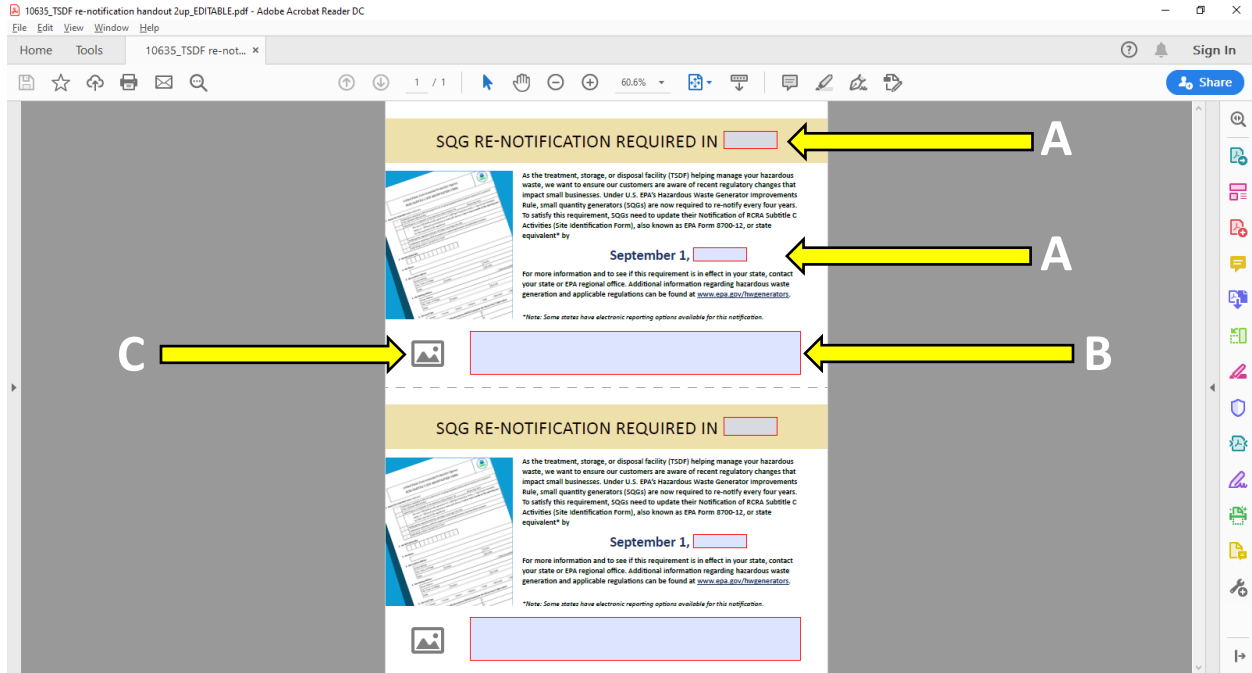 10635_TSDF re-notification handout 2up_EDITABLE.pdf - Adobe Acrobat Reader DC
File Edit View Window Help
Home Tools 10635_TSDF re-not... × Sign In
1 / 1 60.6% Share
SQG RE-NOTIFICATION REQUIRED IN
A
As the treatment, storage, or disposal facility (TSDF) helping manage your hazardous
waste, we want to ensure our customers are aware of recent regulatory changes that
impact small businesses. Under U.S. EPA's Hazardous Waste Generator Improvements
Rule, small quantity generators (SQGs) are now required to re-notify every four years.
To satisfy this requirement, SQGs need to update their Notification of RCRA Subtitle C
Activities (Site Identification Form), also known as EPA Form 8700-12, or state
equivalent* by
September 1,
A
For more information and to see if this requirement is in effect in your state, contact
your state or EPA regional office. Additional information regarding hazardous waste
generation and applicable regulations can be found at www.epa.gov/hwgenerators.
*Note: Some states have electronic reporting options available for this notification.
C
B
SQG RE-NOTIFICATION REQUIRED IN
As the treatment, storage, or disposal facility (TSDF) helping manage your hazardous
waste, we want to ensure our customers are aware of recent regulatory changes that
impact small businesses. Under U.S. EPA's Hazardous Waste Generator Improvements
Rule, small quantity generators (SQGs) are now required to re-notify every four years.
To satisfy this requirement, SQGs need to update their Notification of RCRA Subtitle C
Activities (Site Identification Form), also known as EPA Form 8700-12, or state
equivalent* by
September 1,
For more information and to see if this requirement is in effect in your state, contact
your state or EPA regional office. Additional information regarding hazardous waste
generation and applicable regulations can be found at www.epa.gov/hwgenerators.
*Note: Some states have electronic reporting options available for this notification.